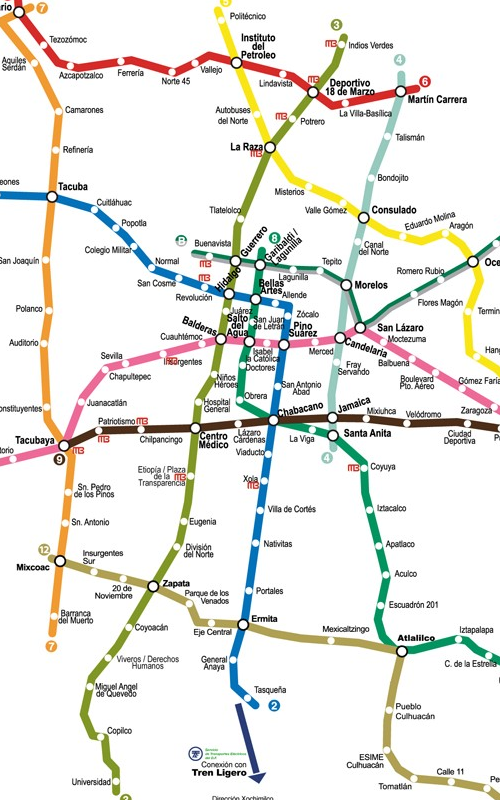 ario
7
Tezozómoc
Aquiles
Serdán
Azcapotzalco
Ferrería
Norte 45
Vallejo
5
Politécnico
Instituto
del
Petroleo
3
Indios Verdes
Lindavista
Deportivo
18 de Marzo
4
6
Martín Carrera
La Villa-Basílica
Camarones
Autobuses
del Norte
Potrero
Talismán
Refinería
La Raza
Bondojito
Tacuba
eones
Cuitláhuac
Popotla
Colegio Militar
Normal
San Cosme
Misterios
Valle Gómez
Consulado
Eduardo Molina
Aragón
Tlatelolco
Canal
del Norte
San Joaquín
B
Buenavista
Guerrero
8
Garibaldi /
Lagunilla
Lagunilla
Tepito
Oce
Romero Rubio
Revolución
Hidalgo
Bellas
Artes
Allende
Morelos
Flores Magón
Polanco
Juárez
Zócalo
Termin
Auditorio
Balderas
Salto
del
Agua
San Juan
de Letrán
Pino
Suárez
San Lázaro
Cuauhtémoc
Moctezuma
Sevilla
Insurgentes
Isabel
la Católica
Merced
Candelaria
Balbuena
Hang
Chapultepec
Doctores
Fray
Servando
Boulevard
Pto. Aéreo
Gómez Faría
Niños
Héroes
San Antonio
Abad
Constituyentes
Juanacatlán
Hospital
General
Obrera
Chabacano
Jamaica
Mixiuhca
Velódromo
Zaragoza
Patriotismo
Tacubaya
torio
9
Chilpancingo
Centro
Médico
Lázaro
Cárdenas
La Viga
Santa Anita
Ciudad
Deportiva
Viaducto
4
Etiopía / Plaza
de la
Transparencia
Xola
Coyuya
Sn. Pedro
de los Pinos
Villa de Cortés
Iztacalco
Sn. Antonio
Eugenia
Nativitas
Apatlaco
12
Insurgentes
Sur
División
del Norte
Mixcoac
Aculco
20 de
Noviembre
Zapata
Parque de los
Venados
Portales
Escuadrón 201
Barranca
del Muerto
7
Coyoacán
Eje Central
Ermita
Mexicaltzingo
Atlalilco
Iztapalapa
Viveros / Derechos
Humanos
General
Anaya
C. de la Estrella
Miguel Angel
de Quevedo
Tasqueña
2
Pueblo
Culhuacán
Copilco
ESIME
Culhuacán
Conexión con
Tren Ligero
Calle 11
Universidad
Tomatlán
Pe
3
Dirección Xochimilco